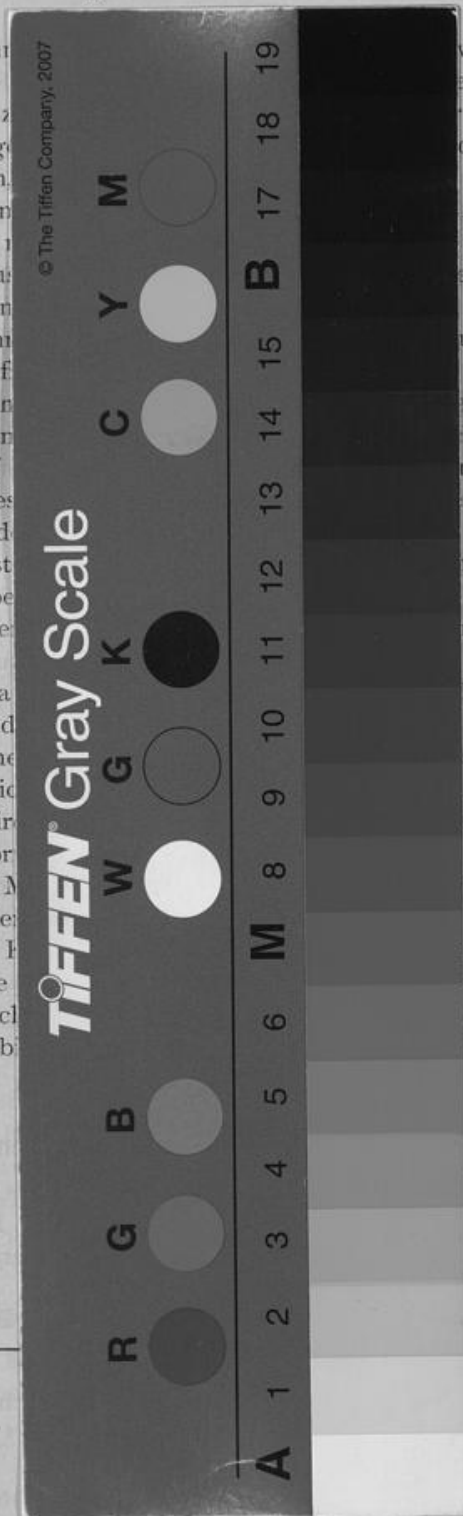 © The Tiffen Company, 2007
TIFFEN® Gray Scale
R G B W G K C Y M
A 1 2 3 4 5 6 M 8 9 10 11 12 13 14 15 B 17 18 19